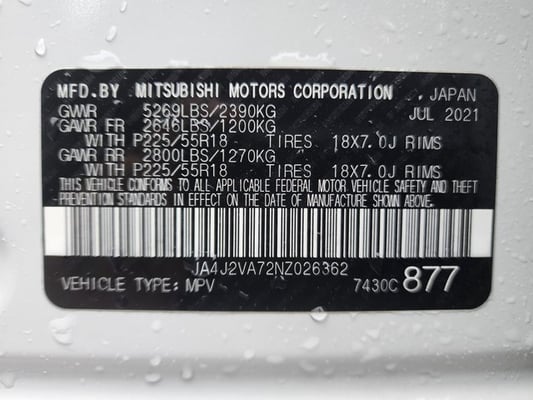 MFD.BY MITSUBISHI MOTORS CORPORATION JAPAN
GVWR 5269LBS/2390KG JUL 2021
GAWR FR 2646LBS/1200KG
WITH P225/55R18 TIRES 18X7.0J RIMS
GAWR RR 2800LBS/1270KG
WITH P225/55R18 TIRES 18X7.0J RIMS
THIS VEHICLE CONFORMS TO ALL APPLICABLE FEDERAL MOTOR VEHICLE SAFETY AND THEFT
PREVENTION STANDARDS IN EFFECT ON THE DATE OF MANUFACTURE SHOWN ABOVE.
JA4J2VA72NZ026362
VEHICLE TYPE: MPV 7430C 877